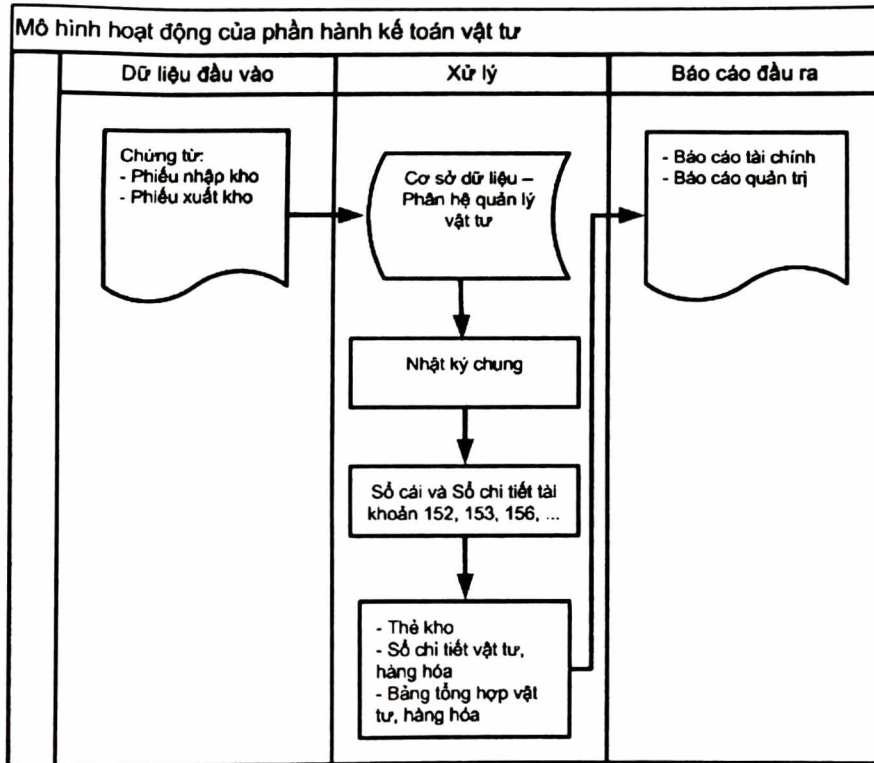 Mô hình hoạt động của phần hành kế toán vật tư
Dữ liệu đầu vào
Xử lý
Báo cáo đầu ra
Chứng từ:
- Phiếu nhập kho
- Phiếu xuất kho
Cơ sở dữ liệu –
Phân hệ quản lý
vật tư
- Báo cáo tài chính
- Báo cáo quản trị
Nhật ký chung
Sổ cái và Sổ chi tiết tài
khoản 152, 153, 156, ...
- Thẻ kho
- Sổ chi tiết vật tư,
hàng hóa
- Bảng tổng hợp vật
tư, hàng hóa